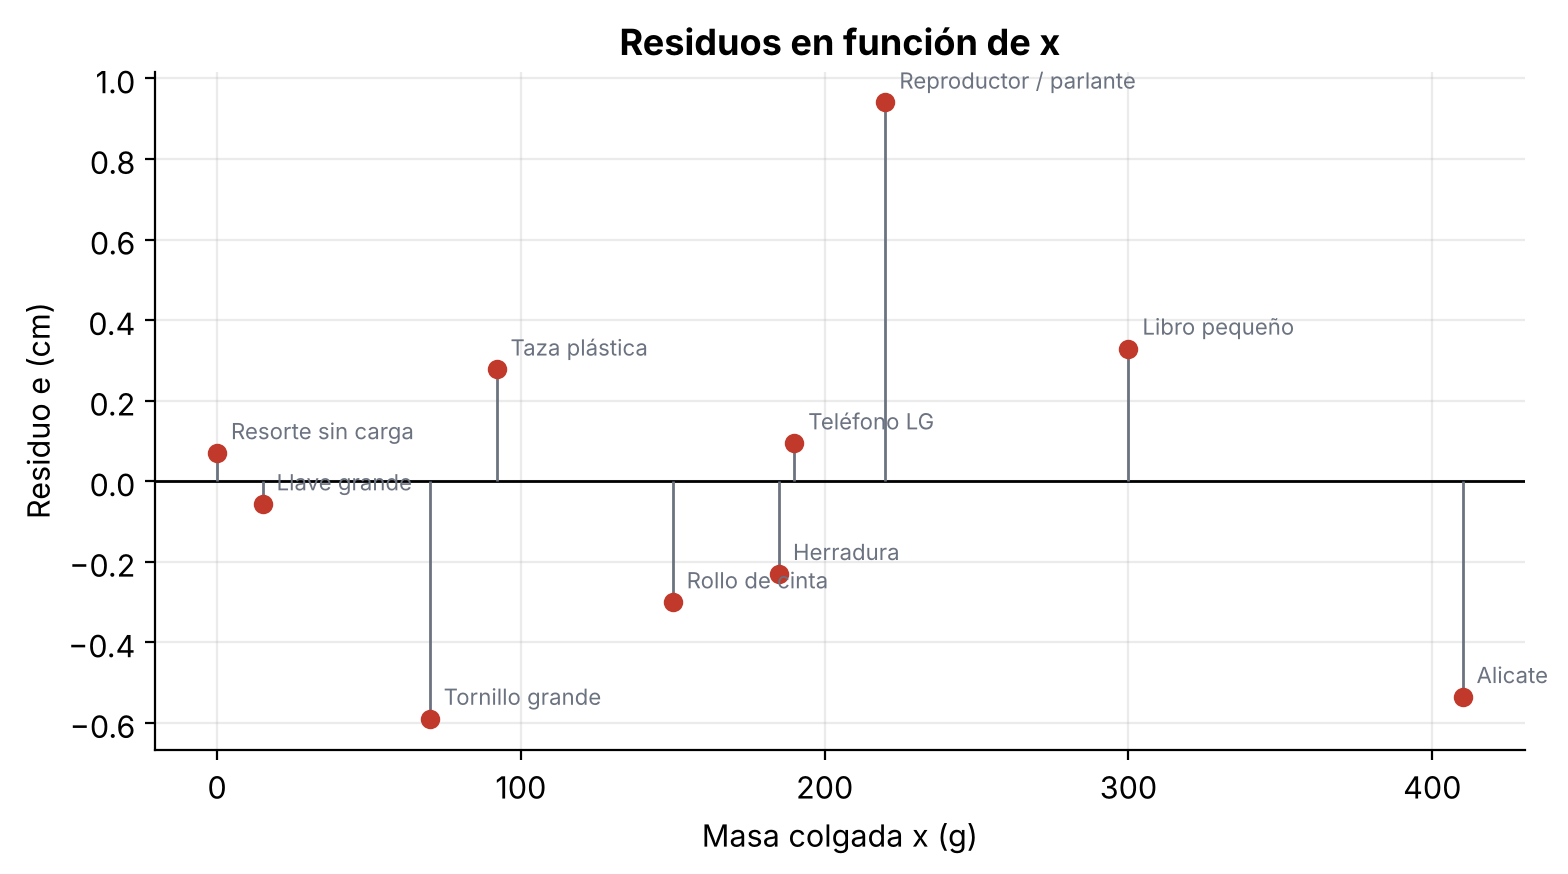 Residuos en función de x
Residuo e (cm)
1.0
0.8
0.6
0.4
0.2
0.0
−0.2
−0.4
−0.6
Reproductor / parlante
Libro pequeño
Taza plástica
Teléfono LG
Resorte sin carga
Llave grande
Herradura
Rollo de cinta
Alicate
Tornillo grande
0 100 200 300 400
Masa colgada x (g)